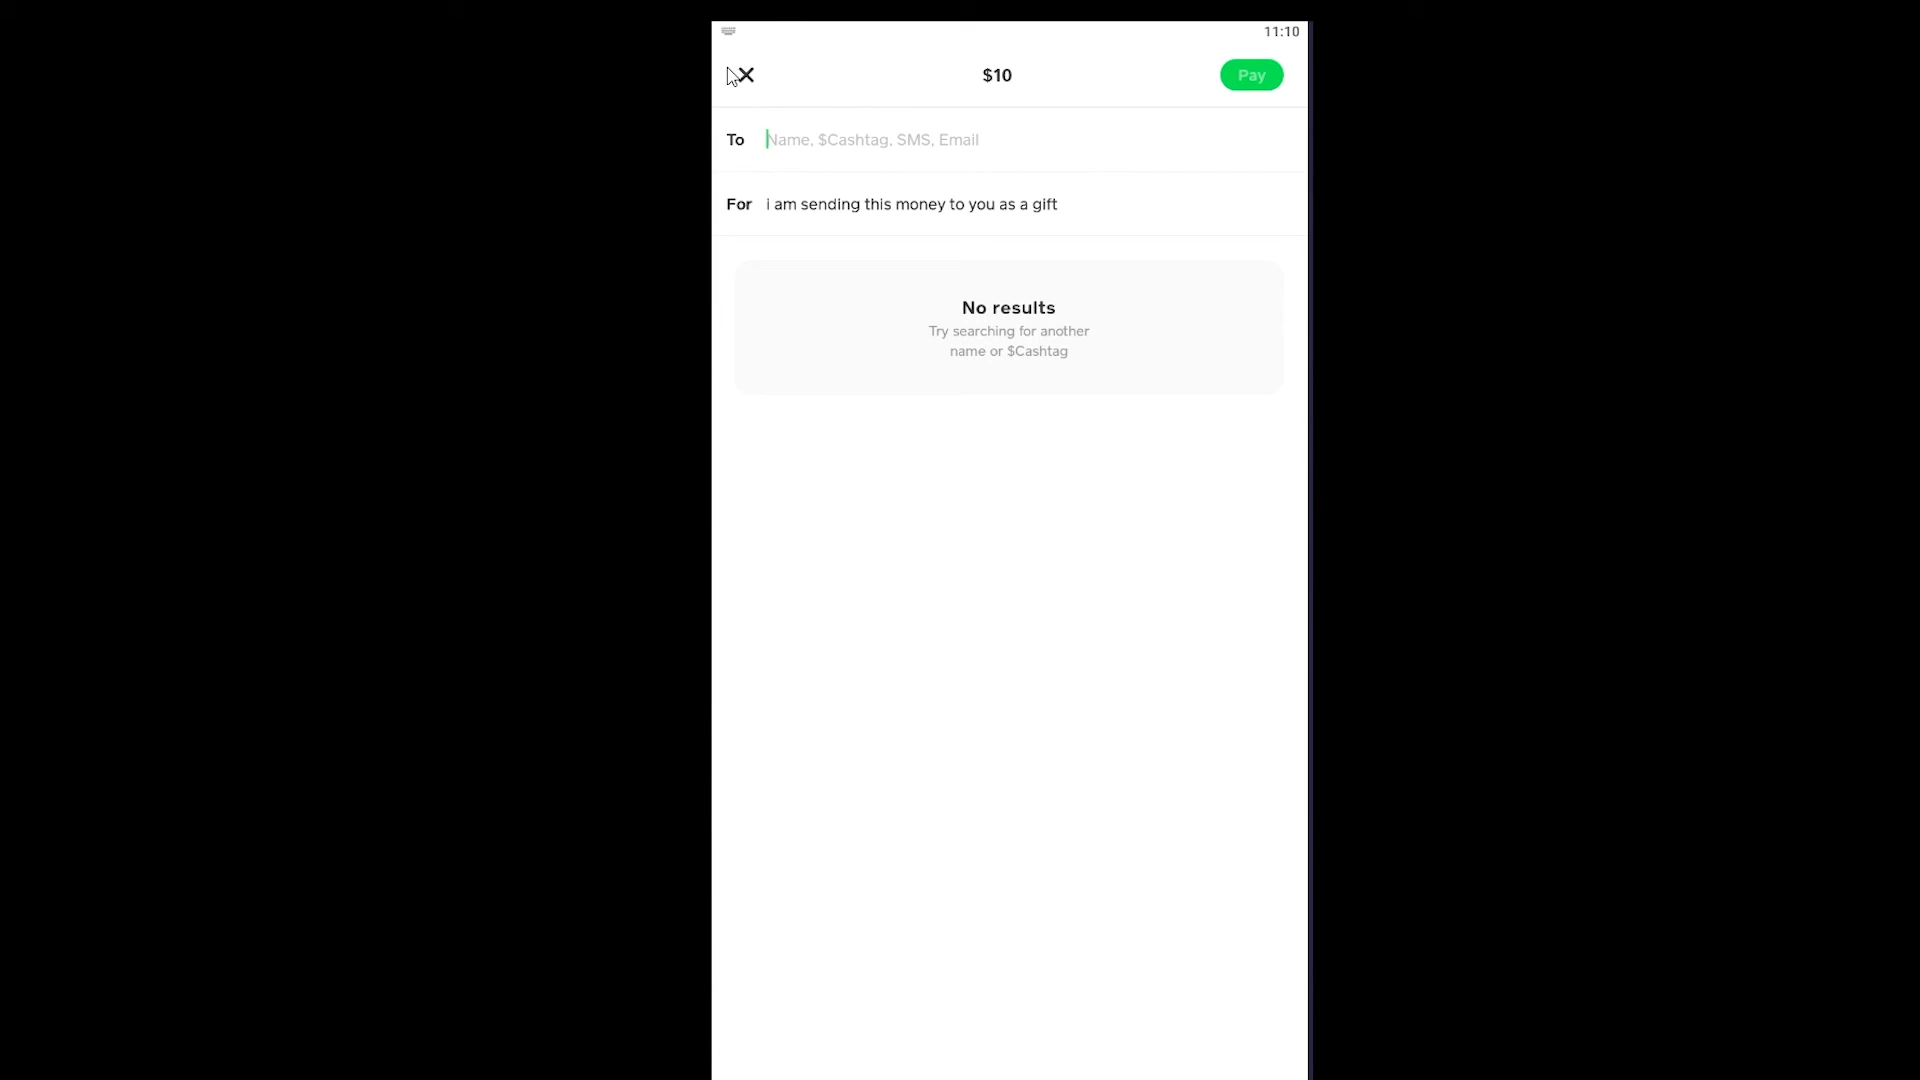 11:10
$10
Pay
To Name, $Cashtag, SMS, Email
For i am sending this money to you as a gift
No results
Try searching for another
name or $Cashtag